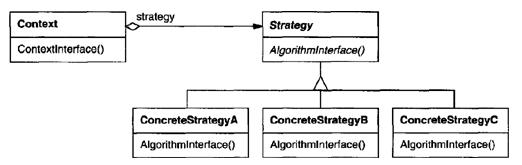 Context
ContextInterface()
strategy
Strategy
AlgorithmInterface()
ConcreteStrategyA
AlgorithmInterface()
ConcreteStrategyB
AlgorithmInterface()
ConcreteStrategyC
AlgorithmInterface()